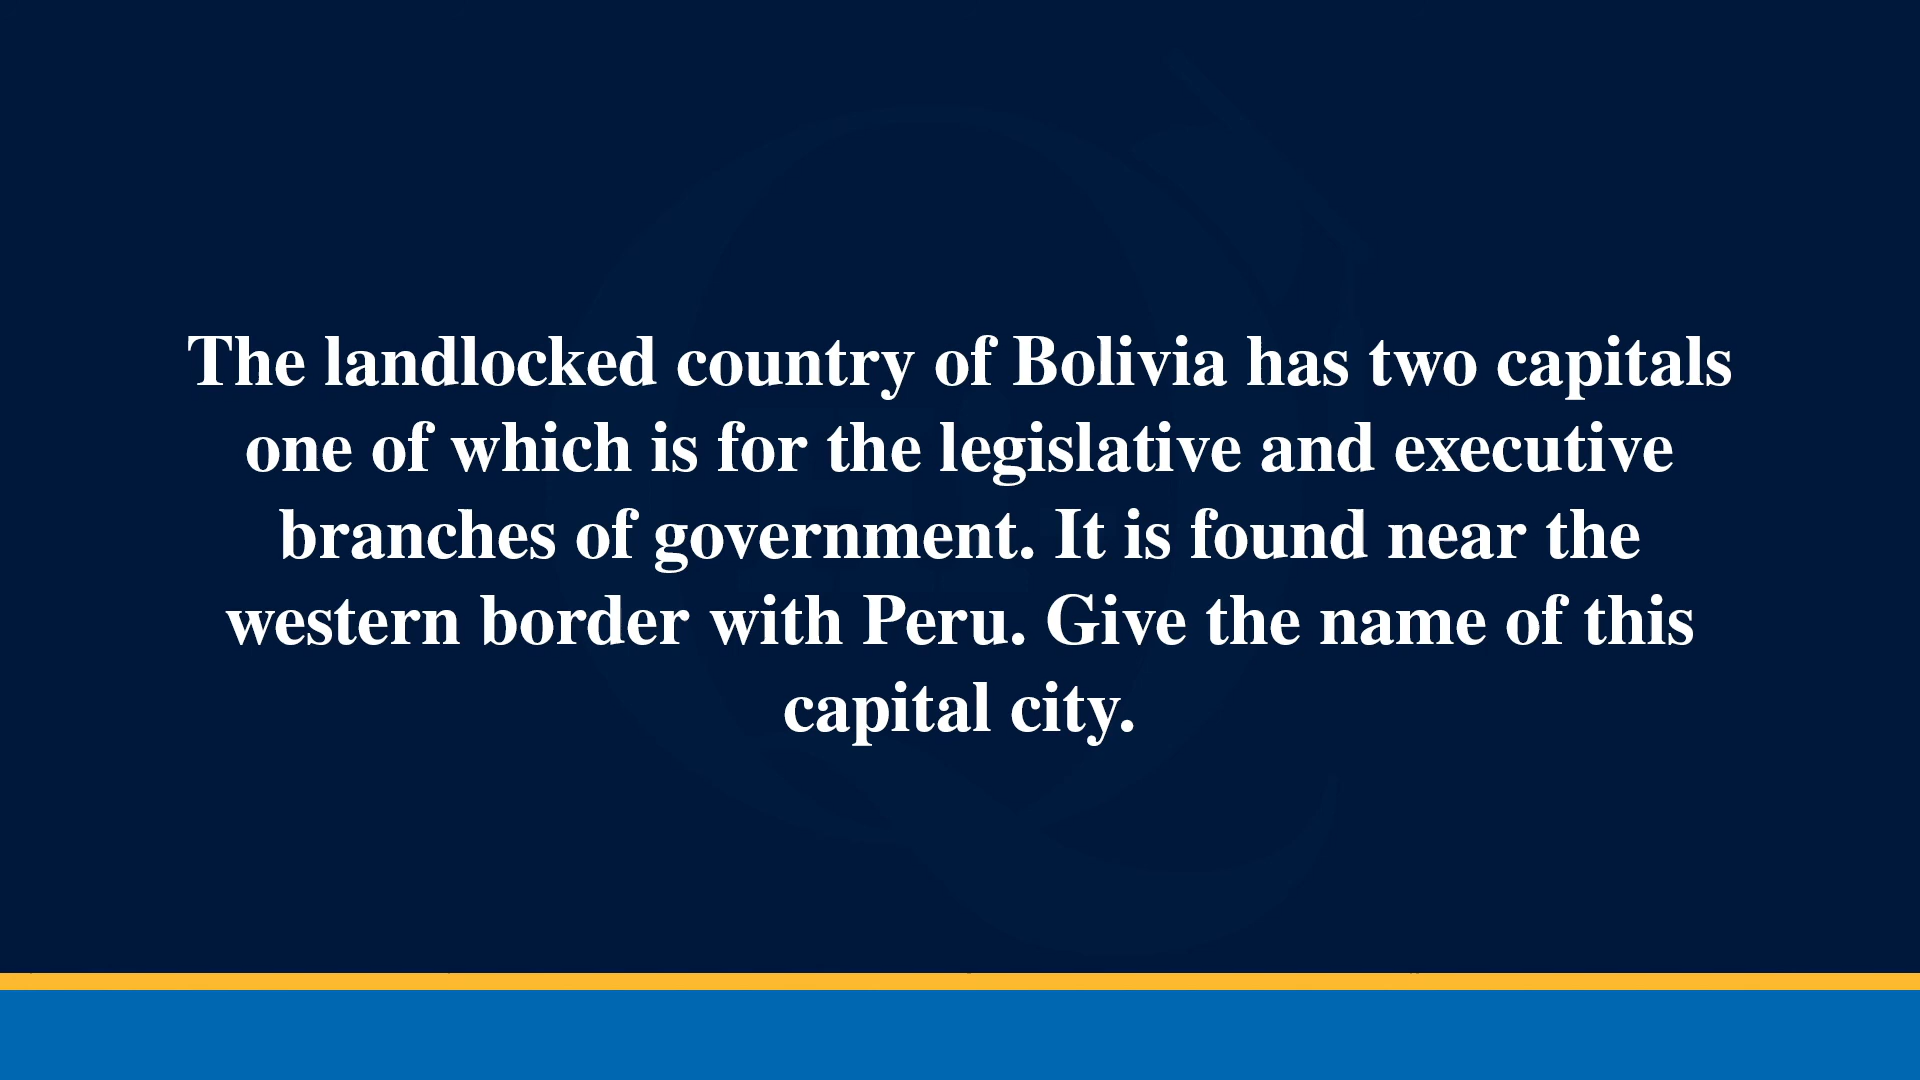 The landlocked country of Bolivia has two capitals
one of which is for the legislative and executive
branches of government. It is found near the
western border with Peru. Give the name of this
capital city.